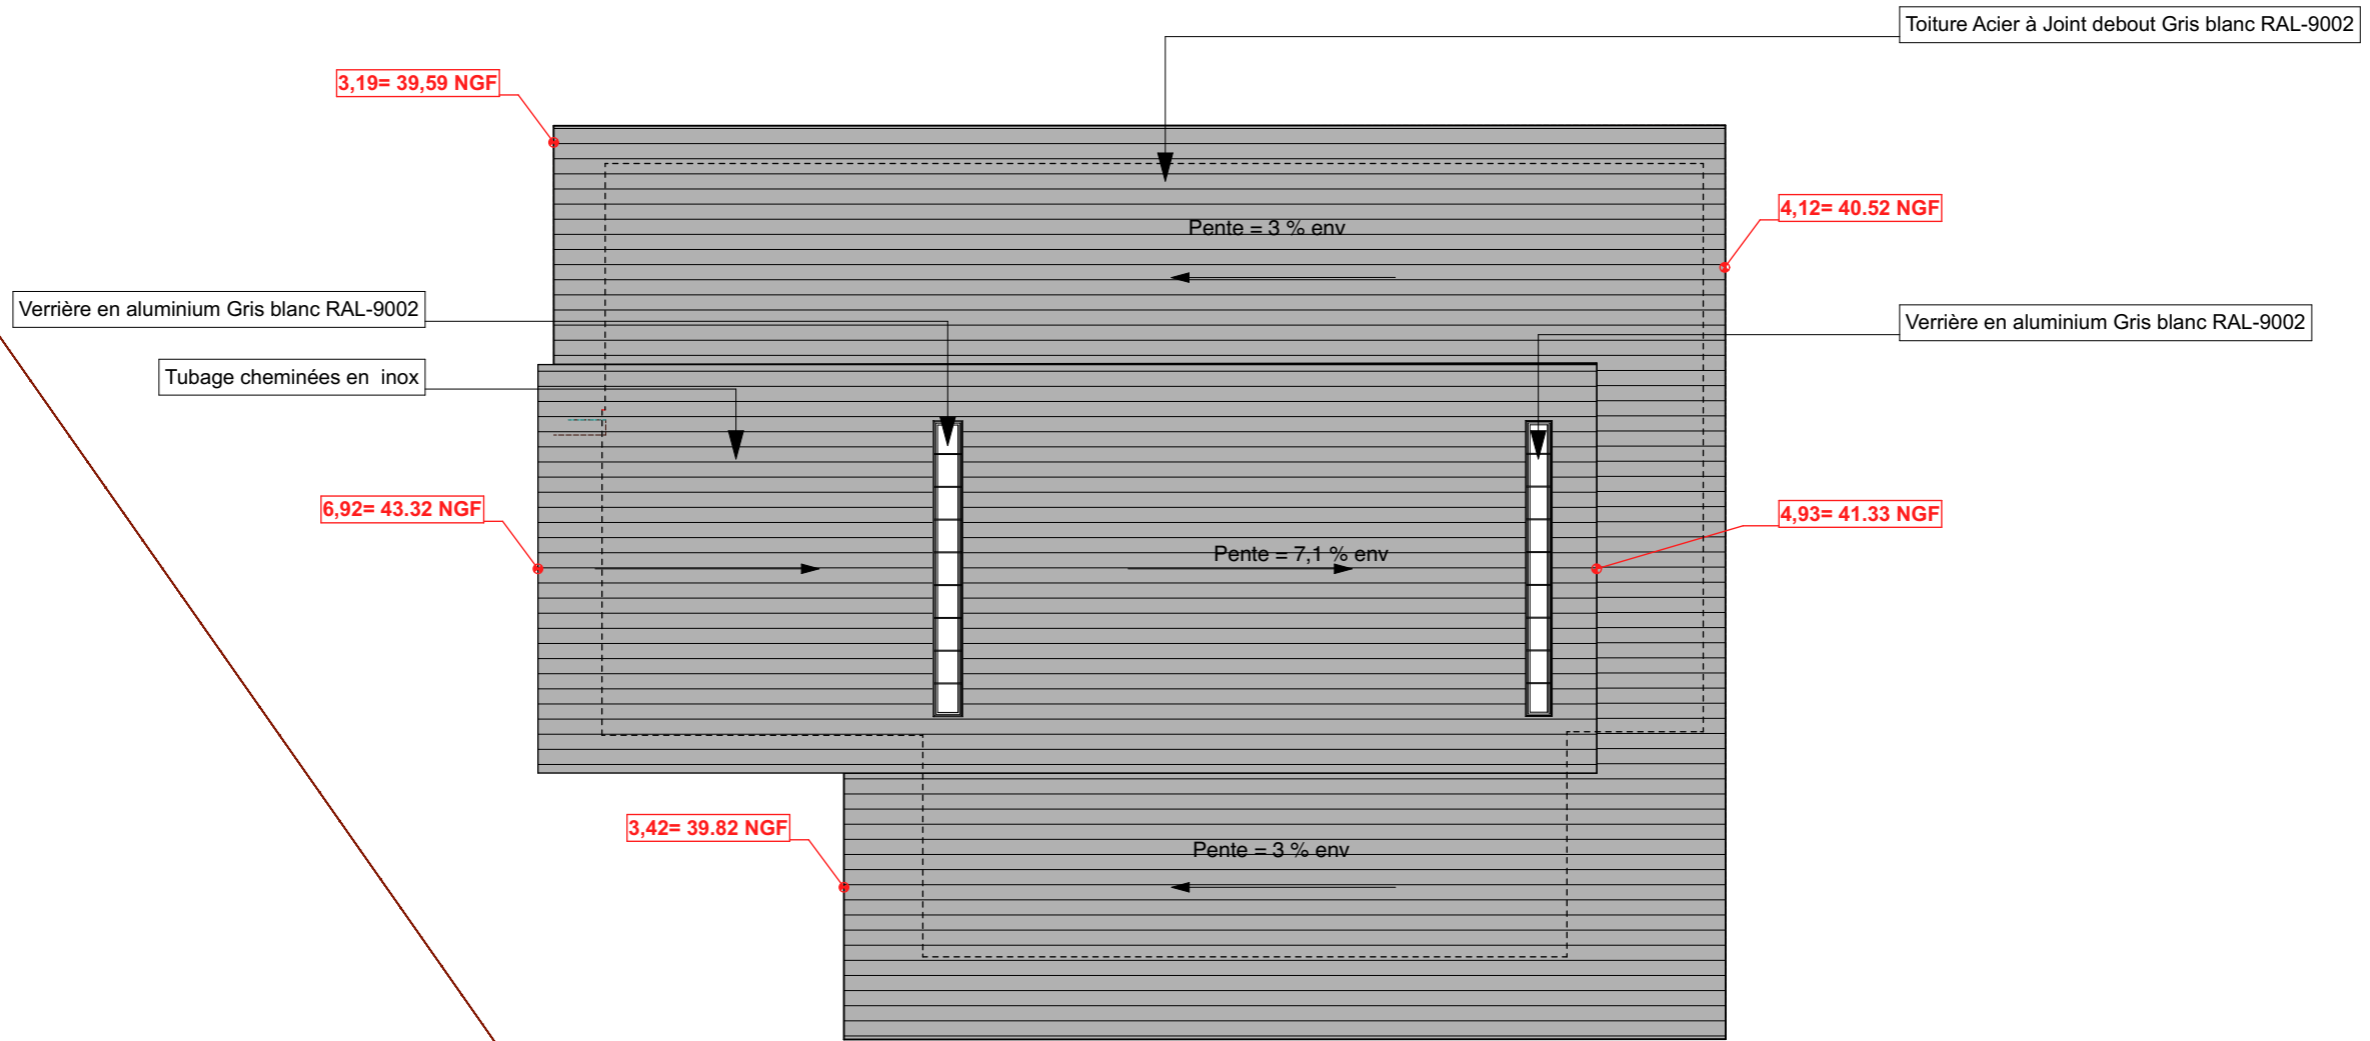 Toiture Acier à Joint debout Gris blanc RAL-9002
3,19= 39,59 NGF
4,12= 40.52 NGF
Pente = 3 % env
Verrière en aluminium Gris blanc RAL-9002
Verrière en aluminium Gris blanc RAL-9002
Tubage cheminées en  inox
6,92= 43.32 NGF
4,93= 41.33 NGF
Pente = 7,1 % env
3,42= 39.82 NGF
Pente = 3 % env